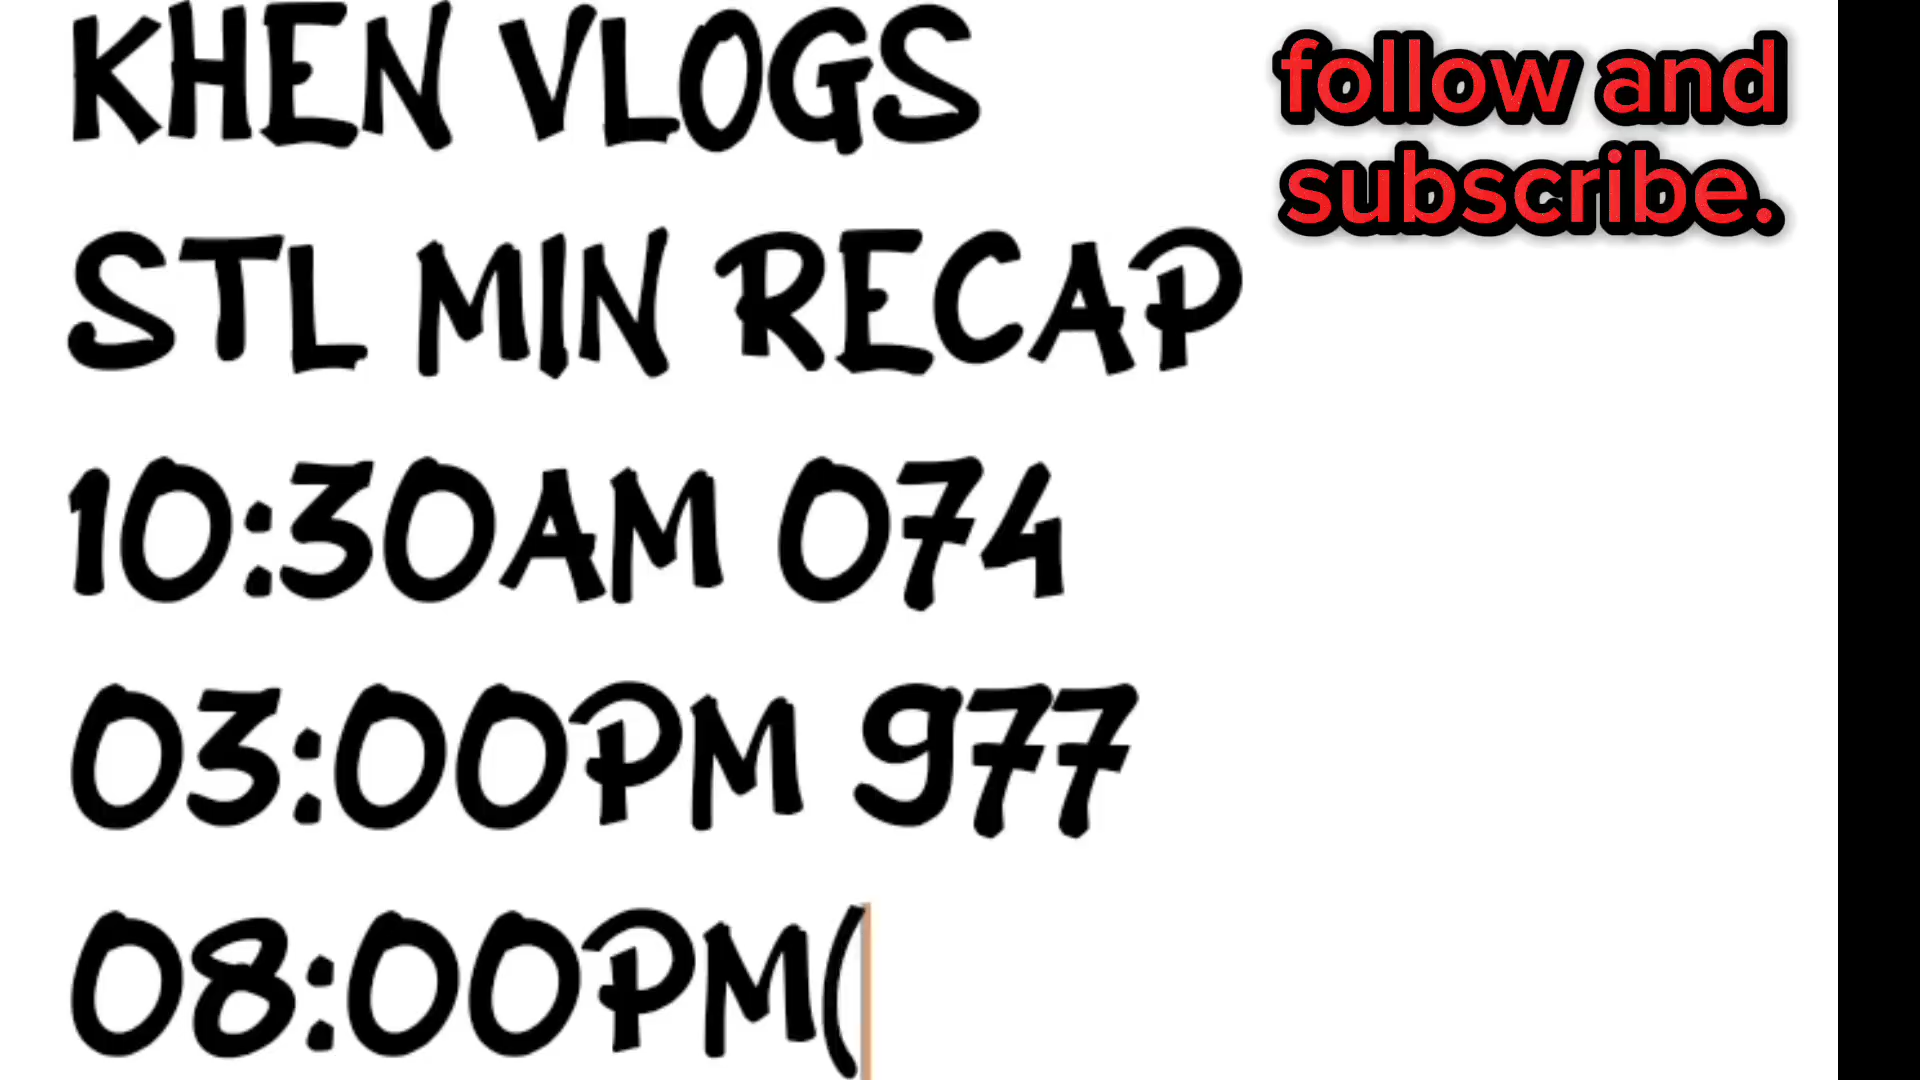 KHEN VLOGS
follow and
subscribe.
STL MIN RECAP
10:30AM 074
03:00PM 977
08:00PM(